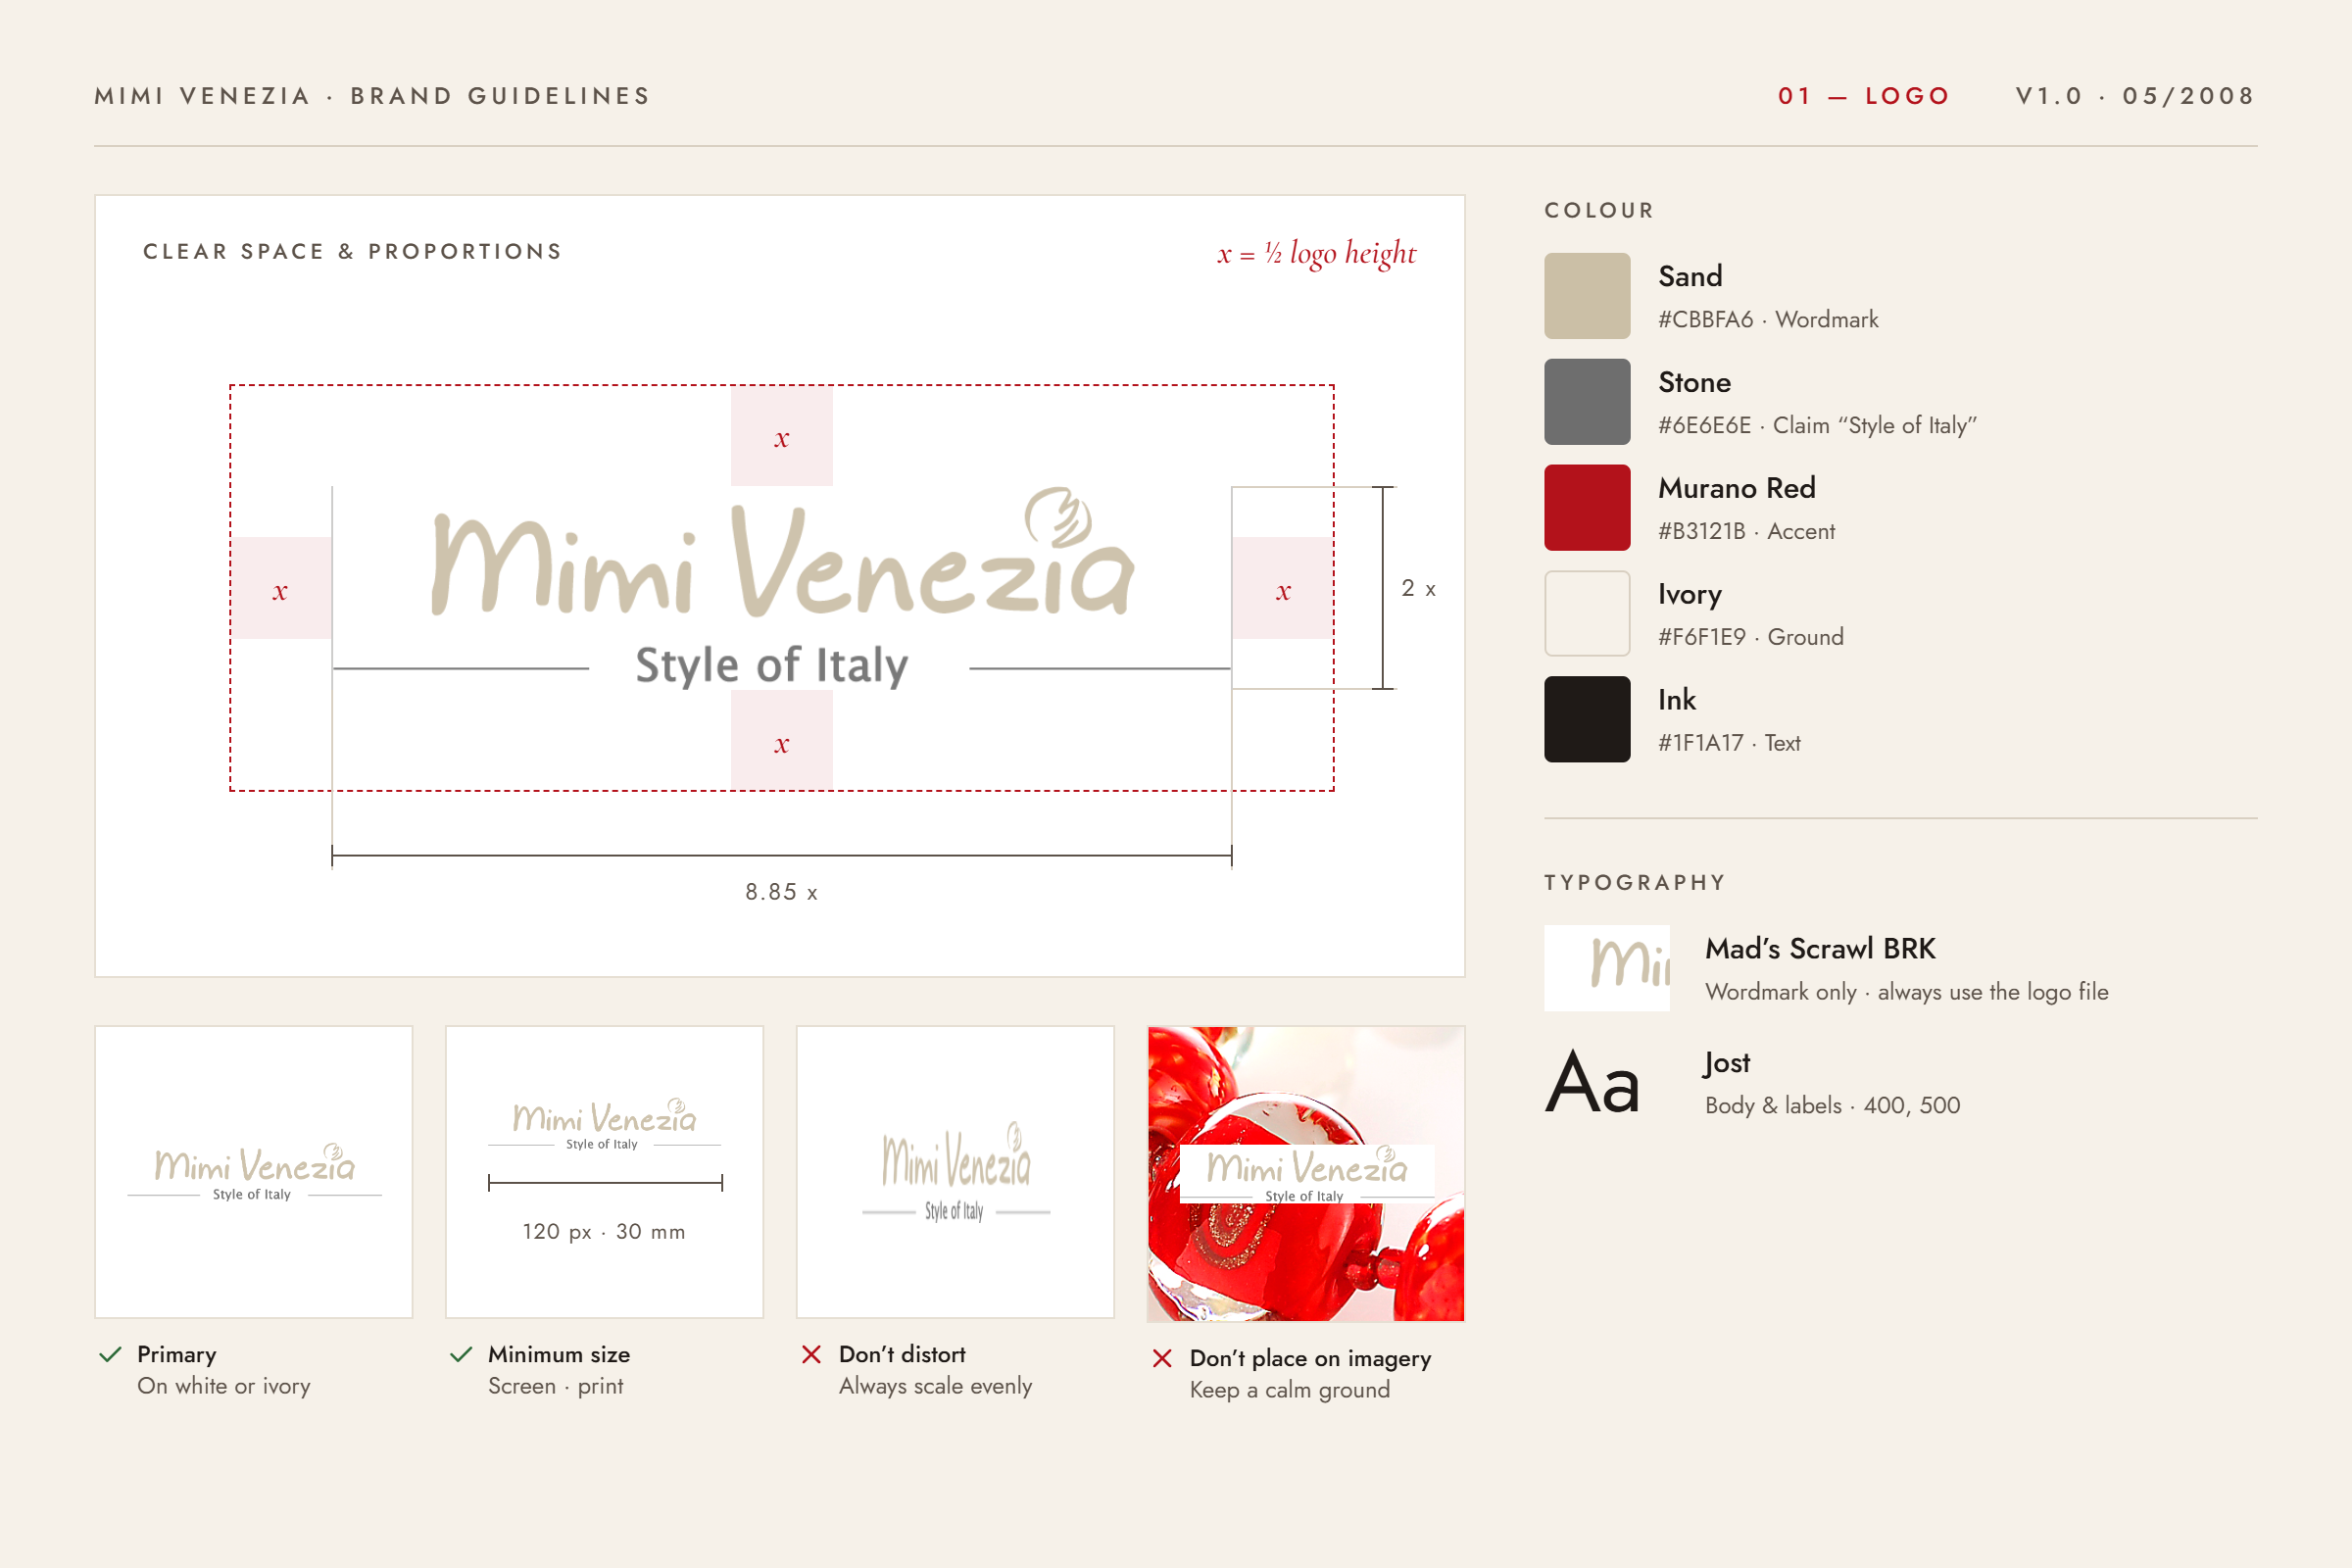 MIMI VENEZIA · BRAND GUIDELINES
01 — LOGO
V1.0 · 05/2008
CLEAR SPACE & PROPORTIONS
x = ½ logo height
x
Mimi Venezia
x
x
2 x
Style of Italy
x
8.85 x
Mimi Venezia
Style of Italy
Primary
On white or ivory
Mimi Venezia
Style of Italy
120 px · 30 mm
Minimum size
Screen · print
Mimi Venezia
Style of Italy
Don’t distort
Always scale evenly
Mimi Venezia
Style of Italy
Don’t place on imagery
Keep a calm ground
COLOUR
Sand
#CBBFA6 · Wordmark
Stone
#6E6E6E · Claim “Style of Italy”
Murano Red
#B3121B · Accent
Ivory
#F6F1E9 · Ground
Ink
#1F1A17 · Text
TYPOGRAPHY
Mi
Mad’s Scrawl BRK
Wordmark only · always use the logo file
Aa
Jost
Body & labels · 400, 500